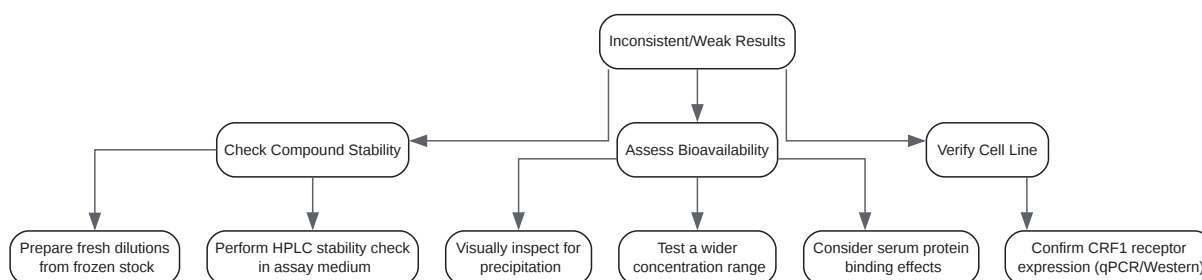 Inconsistent/Weak Results
Check Compound Stability
Assess Bioavailability
Verify Cell Line
Prepare fresh dilutions
from frozen stock
Perform HPLC stability check
in assay medium
Visually inspect for
precipitation
Test a wider
concentration range
Consider serum protein
binding effects
Confirm CRF1 receptor
expression (qPCR/Western)